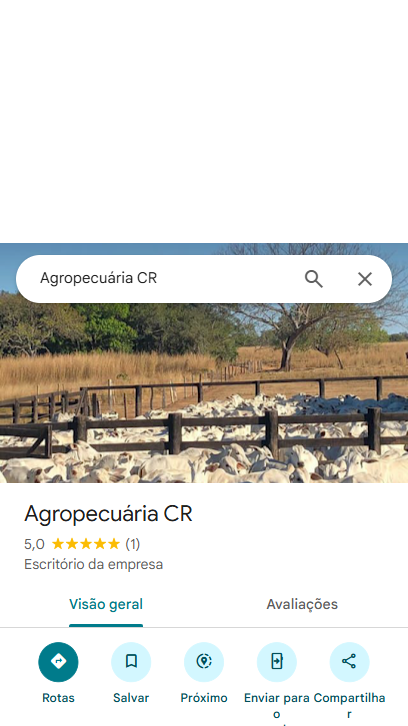 Agropecuária CR
Agropecuária CR
5,0 (1)
Escritório da empresa
Visão geral Avaliações
Rotas Salvar Próximo Enviar para o Compartilhar